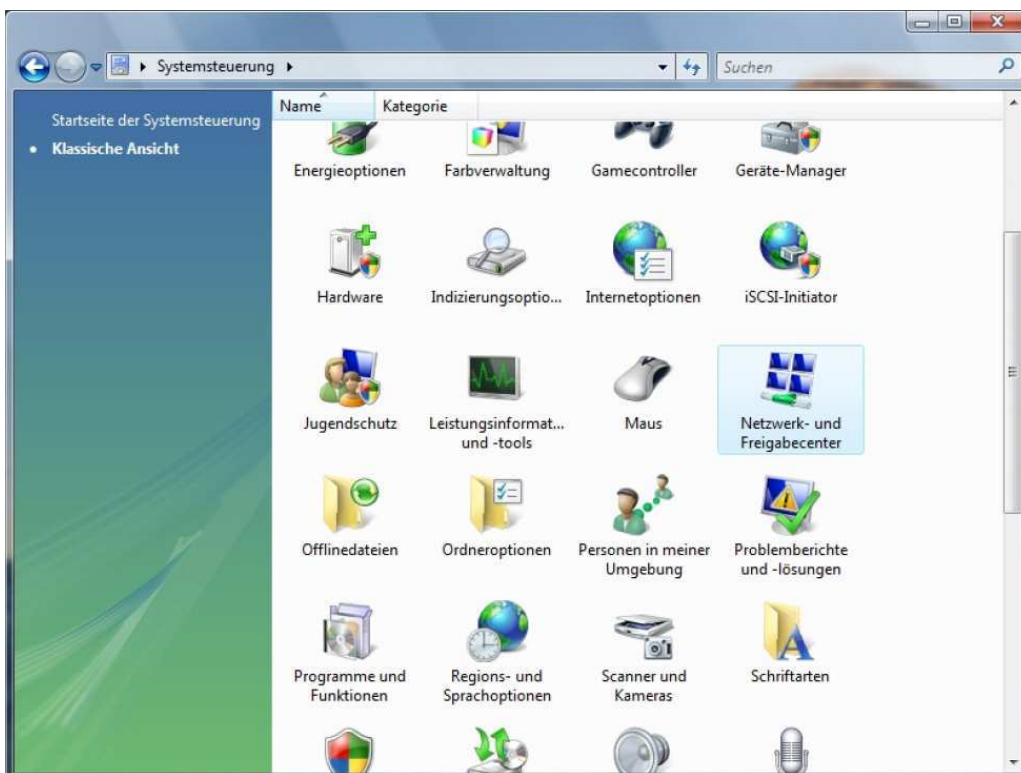 Systemsteuerung
Suchen
Startseite der Systemsteuerung
Klassische Ansicht
Name Kategorie
Energieoptionen Farbverwaltung Gamecontroller Geräte-Manager
Hardware Indizierungsoptio... Internetoptionen iSCSI-Initiator
Jugendschutz Leistungsinformat... Maus Netzwerk- und
und -tools Freigabecenter
Offlinedateien Ordneroptionen Personen in meiner Problemberichte
Umgebung und -lösungen
Programme und Regions- und Scanner und Schriftarten
Funktionen Sprachoptionen Kameras